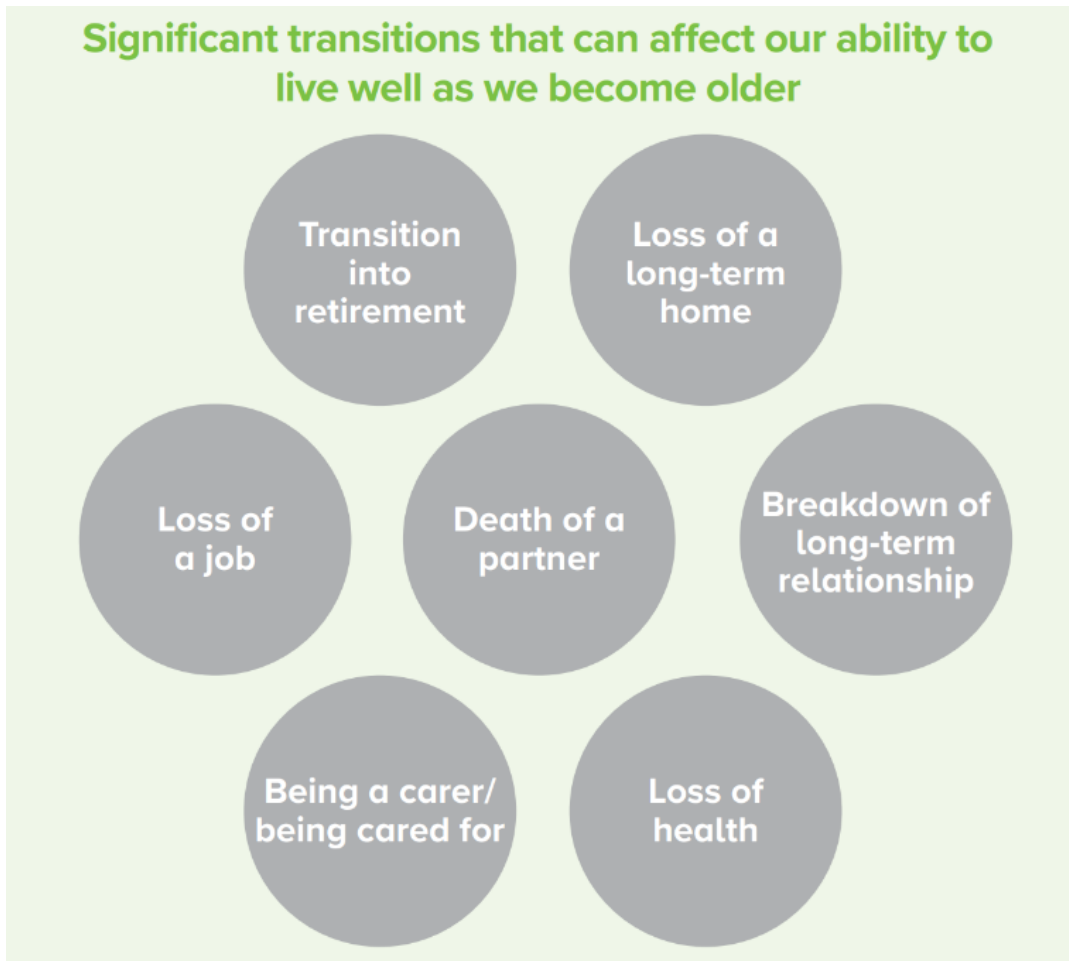 Significant transitions that can affect our ability to
live well as we become older
Transition
into
retirement
Loss of a
long-term
home
Loss of
a job
Death of a
partner
Breakdown of
long-term
relationship
Being a carer/
being cared for
Loss of
health